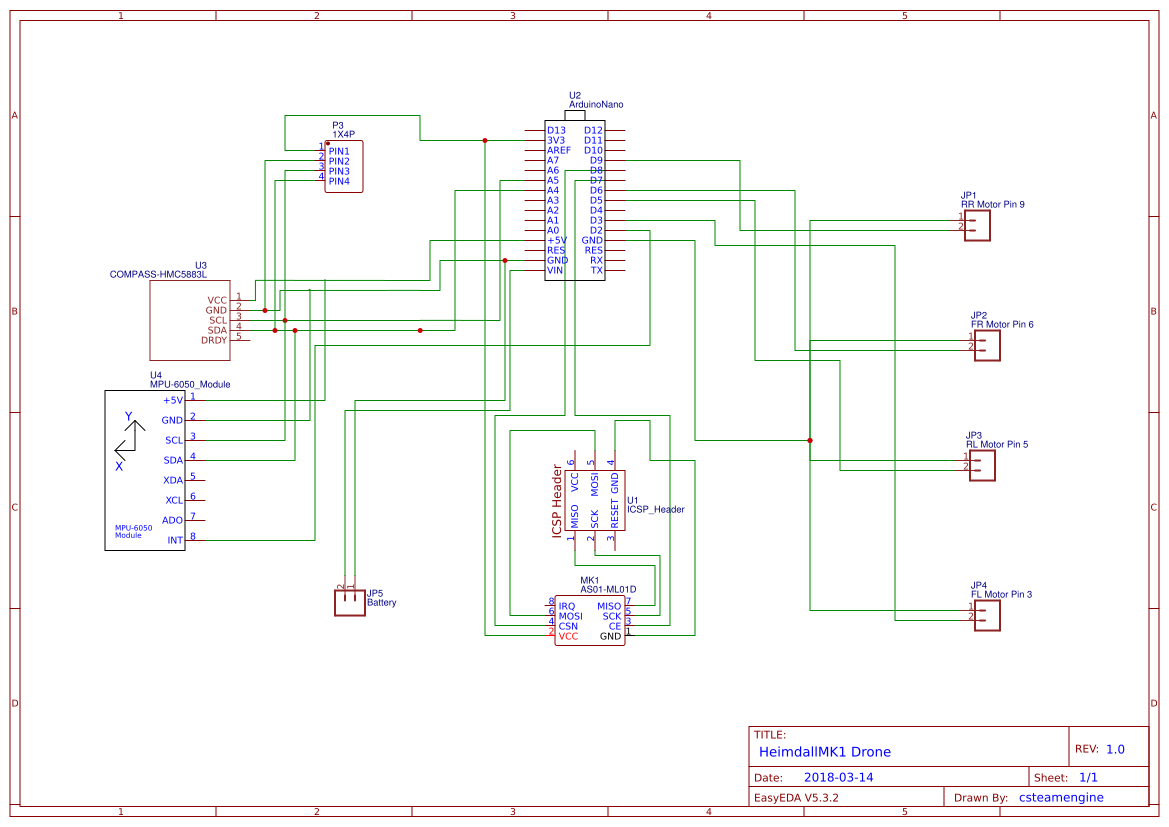 1 2 3 4 5
A A
B B
C C
D D
1 2 3 4 5
P3
1X4P
1 PIN1
2 PIN2
3 PIN3
4 PIN4
U2
ArduinoNano
D13 D12
3V3 D11
AREF D10
A7 D9
A6 D8
A5 D7
A4 D6
A3 D5
A2 D4
A1 D3
A0 D2
+5V GND
RES RES
GND RX
VIN TX
JP1
RR Motor Pin 9
1
2
U3
COMPASS-HMC5883L
VCC 1
GND 2
SCL 3
SDA 4
DRDY 5
JP2
FR Motor Pin 6
1
2
U4
MPU-6050_Module
+5V 1
GND 2
SCL 3
SDA 4
XDA 5
XCL 6
ADO 7
INT 8
Y
X
MPU-6050
Module
JP3
RL Motor Pin 5
1
2
ICSP Header
6 5 4
VCC MOSI GND
MISO SCK RESET
1 2 3
U1
ICSP_Header
JP5
Battery
2 1
MK1
AS01-ML01D
8 IRQ MISO 7
6 MOSI SCK 5
4 CSN CE 3
2 VCC GND 1
JP4
FL Motor Pin 3
1
2
TITLE:
HeimdallMK1 Drone
REV: 1.0
Date: 2018-03-14
Sheet: 1/1
EasyEDA V5.3.2
Drawn By: csteamengine